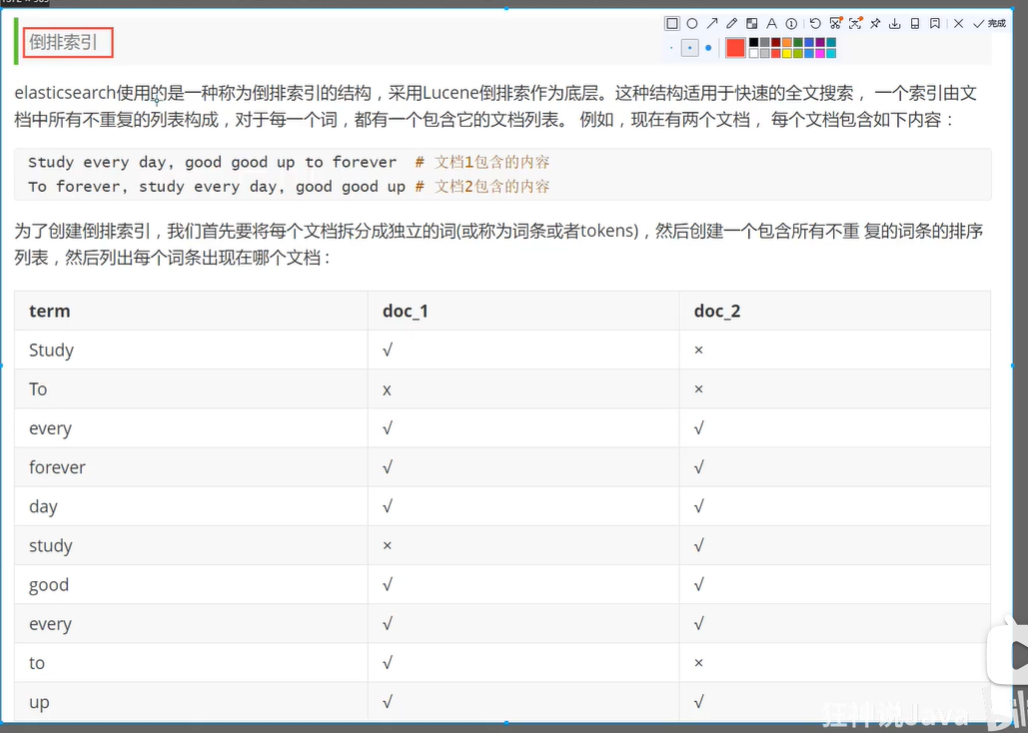 倒排索引
完成
elasticsearch使用的是一种称为倒排索引的结构，采用Lucene倒排索作为底层。这种结构适用于快速的全文搜索， 一个索引由文
档中所有不重复的列表构成，对于每一个词，都有一个包含它的文档列表。 例如，现在有两个文档， 每个文档包含如下内容：
Study every day, good good up to forever # 文档1包含的内容
To forever, study every day, good good up # 文档2包含的内容
为了创建倒排索引，我们首先要将每个文档拆分成独立的词(或称为词条或者tokens)，然后创建一个包含所有不重 复的词条的排序
列表，然后列出每个词条出现在哪个文档：
term doc_1 doc_2
Study √ ×
To x ×
every √ √
forever √ √
day √ √
study × √
good √ √
every √ √
to √ ×
up √ √
狂神说Java